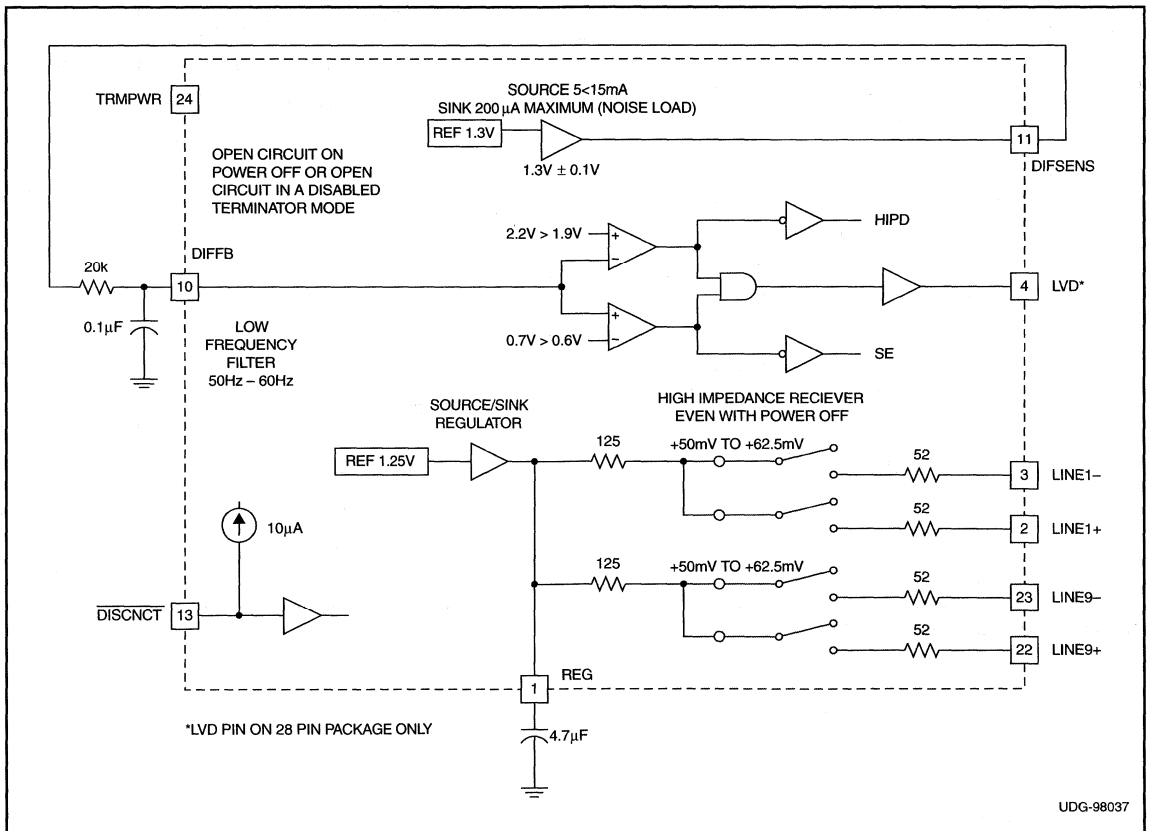 TRMPWR
24
SOURCE 5<15mA
SINK 200 µA MAXIMUM (NOISE LOAD)
REF 1.3V
1.3V ± 0.1V
11
DIFSENS
OPEN CIRCUIT ON
POWER OFF OR OPEN
CIRCUIT IN A DISABLED
TERMINATOR MODE
20k
DIFFB
10
0.1µF
LOW
FREQUENCY
FILTER
50Hz – 60Hz
2.2V > 1.9V
+
–
+
–
0.7V > 0.6V
HIPD
4
LVD*
SE
SOURCE/SINK
REGULATOR
HIGH IMPEDANCE RECIEVER
EVEN WITH POWER OFF
REF 1.25V
125
+50mV TO +62.5mV
52
3
LINE1–
52
2
LINE1+
10µA
125
+50mV TO +62.5mV
52
23
LINE9–
52
22
LINE9+
DISCNCT
13
REG
1
4.7µF
*LVD PIN ON 28 PIN PACKAGE ONLY
UDG-98037